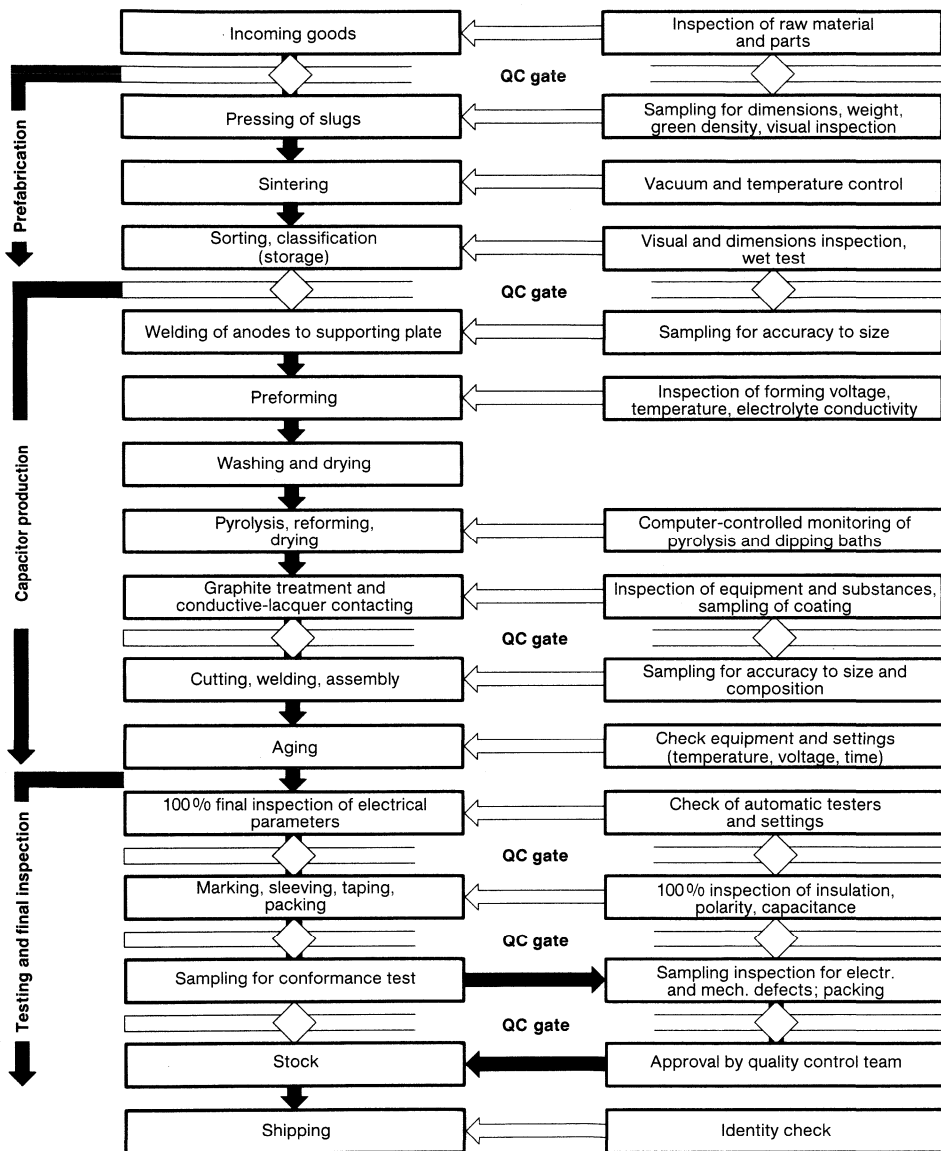 Incoming goods
Inspection of raw material
and parts
QC gate
Prefabrication
Pressing of slugs
Sampling for dimensions, weight,
green density, visual inspection
Sintering
Vacuum and temperature control
Sorting, classification
(storage)
Visual and dimensions inspection,
wet test
QC gate
Capacitor production
Welding of anodes to supporting plate
Sampling for accuracy to size
Preforming
Inspection of forming voltage,
temperature, electrolyte conductivity
Washing and drying
Pyrolysis, reforming,
drying
Computer-controlled monitoring of
pyrolysis and dipping baths
Graphite treatment and
conductive-lacquer contacting
Inspection of equipment and substances,
sampling of coating
QC gate
Cutting, welding, assembly
Sampling for accuracy to size and
composition
Aging
Check equipment and settings
(temperature, voltage, time)
Testing and final inspection
100% final inspection of electrical
parameters
Check of automatic testers
and settings
QC gate
Marking, sleeving, taping,
packing
100% inspection of insulation,
polarity, capacitance
QC gate
Sampling for conformance test
Sampling inspection for electr.
and mech. defects; packing
QC gate
Stock
Approval by quality control team
Shipping
Identity check